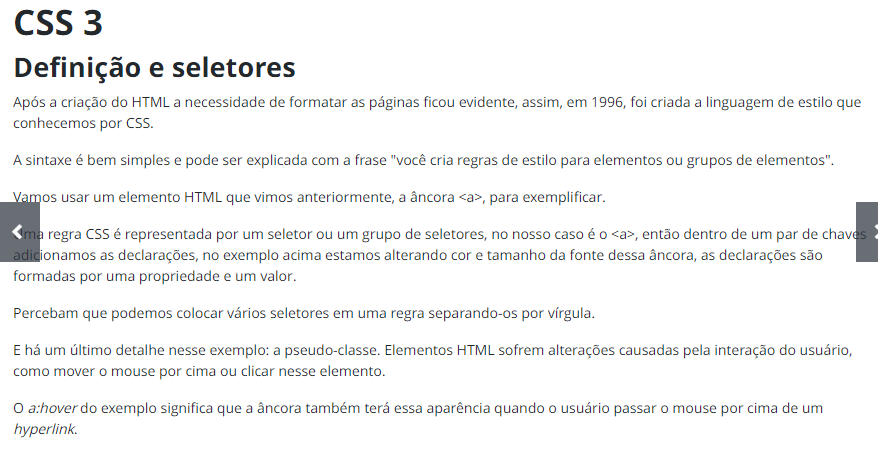 CSS 3
Definição e seletores
Após a criação do HTML a necessidade de formatar as páginas ficou evidente, assim, em 1996, foi criada a linguagem de estilo que
conhecemos por CSS.
A sintaxe é bem simples e pode ser explicada com a frase "você cria regras de estilo para elementos ou grupos de elementos".
Vamos usar um elemento HTML que vimos anteriormente, a âncora <a>, para exemplificar.
Uma regra CSS é representada por um seletor ou um grupo de seletores, no nosso caso é o <a>, então dentro de um par de chaves
adicionamos as declarações, no exemplo acima estamos alterando cor e tamanho da fonte dessa âncora, as declarações são
formadas por uma propriedade e um valor.
Percebam que podemos colocar vários seletores em uma regra separando-os por vírgula.
E há um último detalhe nesse exemplo: a pseudo-classe. Elementos HTML sofrem alterações causadas pela interação do usuário,
como mover o mouse por cima ou clicar nesse elemento.
O a:hover do exemplo significa que a âncora também terá essa aparência quando o usuário passar o mouse por cima de um
hyperlink.